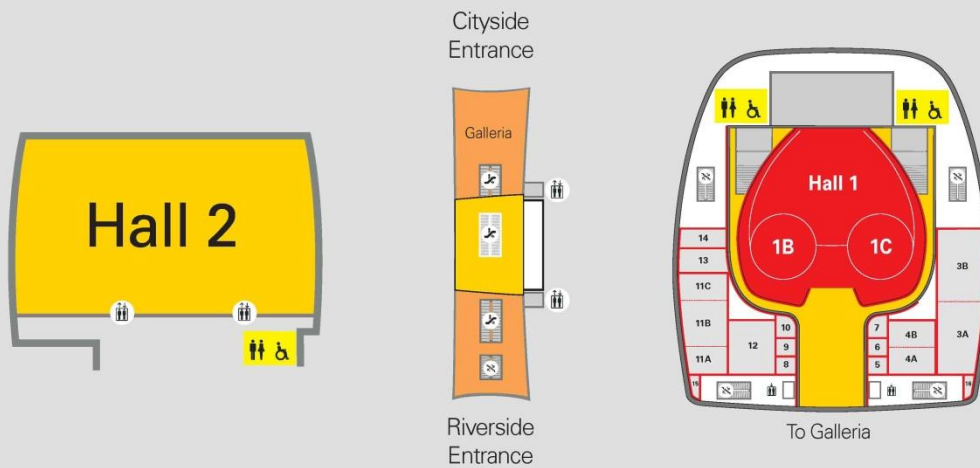 Cityside
Entrance
Galleria
Hall 2
Riverside
Entrance
Hall 1
1B
1C
14
13
11C
11B
11A
12
10
9
8
7
6
5
4B
4A
3B
3A
15
16
To Galleria